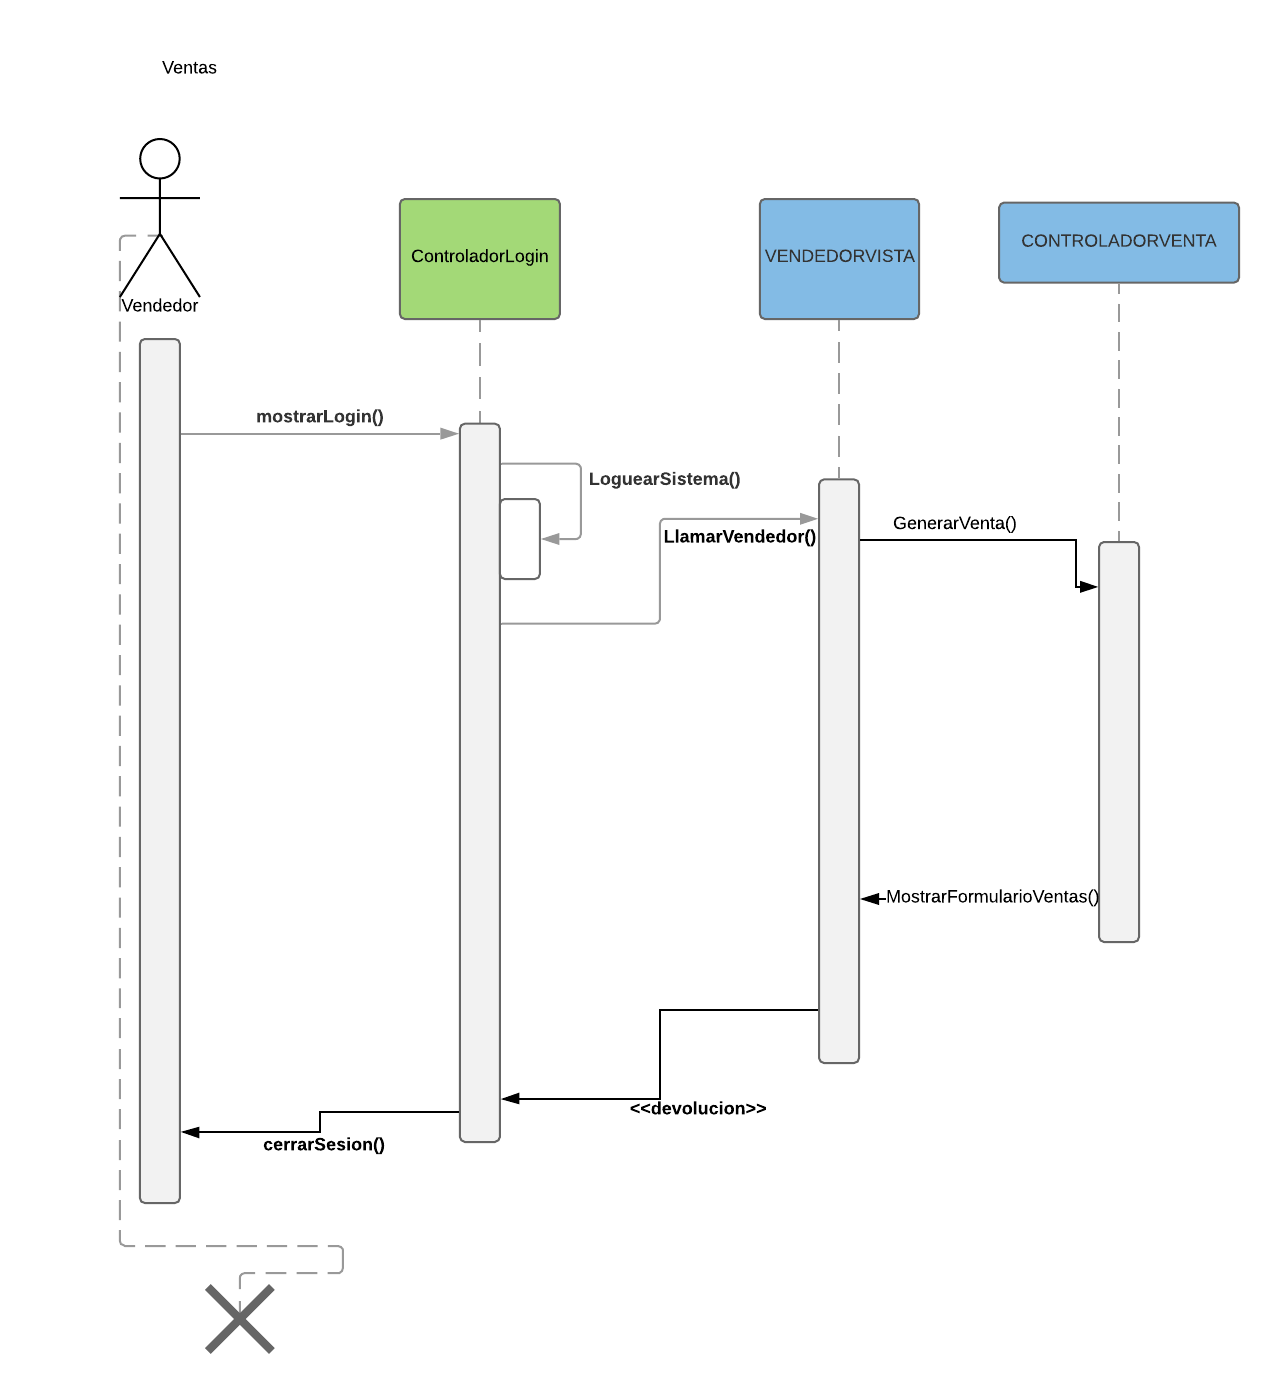 Ventas
Vendedor
ControladorLogin
VENDEDORVISTA
CONTROLADORVENTA
mostrarLogin()
LoguearSistema()
LlamarVendedor()
GenerarVenta()
MostrarFormularioVentas()
<<devolucion>>
cerrarSesion()